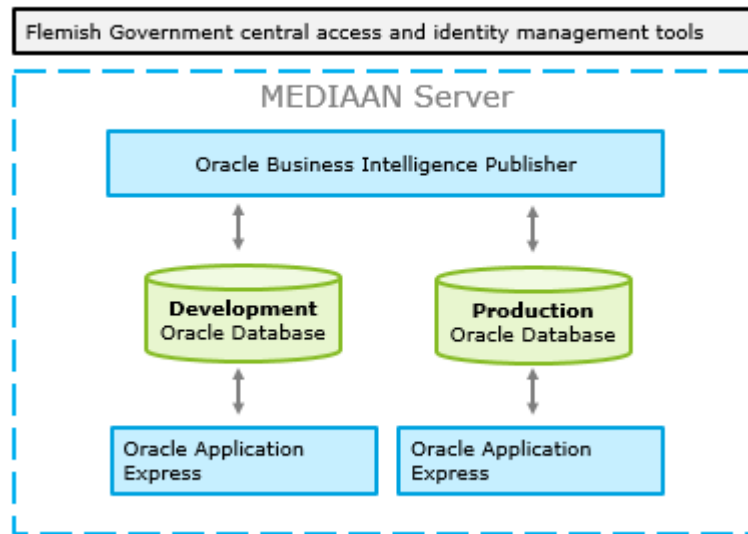 Flemish Government central access and identity management tools
MEDIAAN Server
Oracle Business Intelligence Publisher
Development
Oracle Database
Production
Oracle Database
Oracle Application
Express
Oracle Application
Express